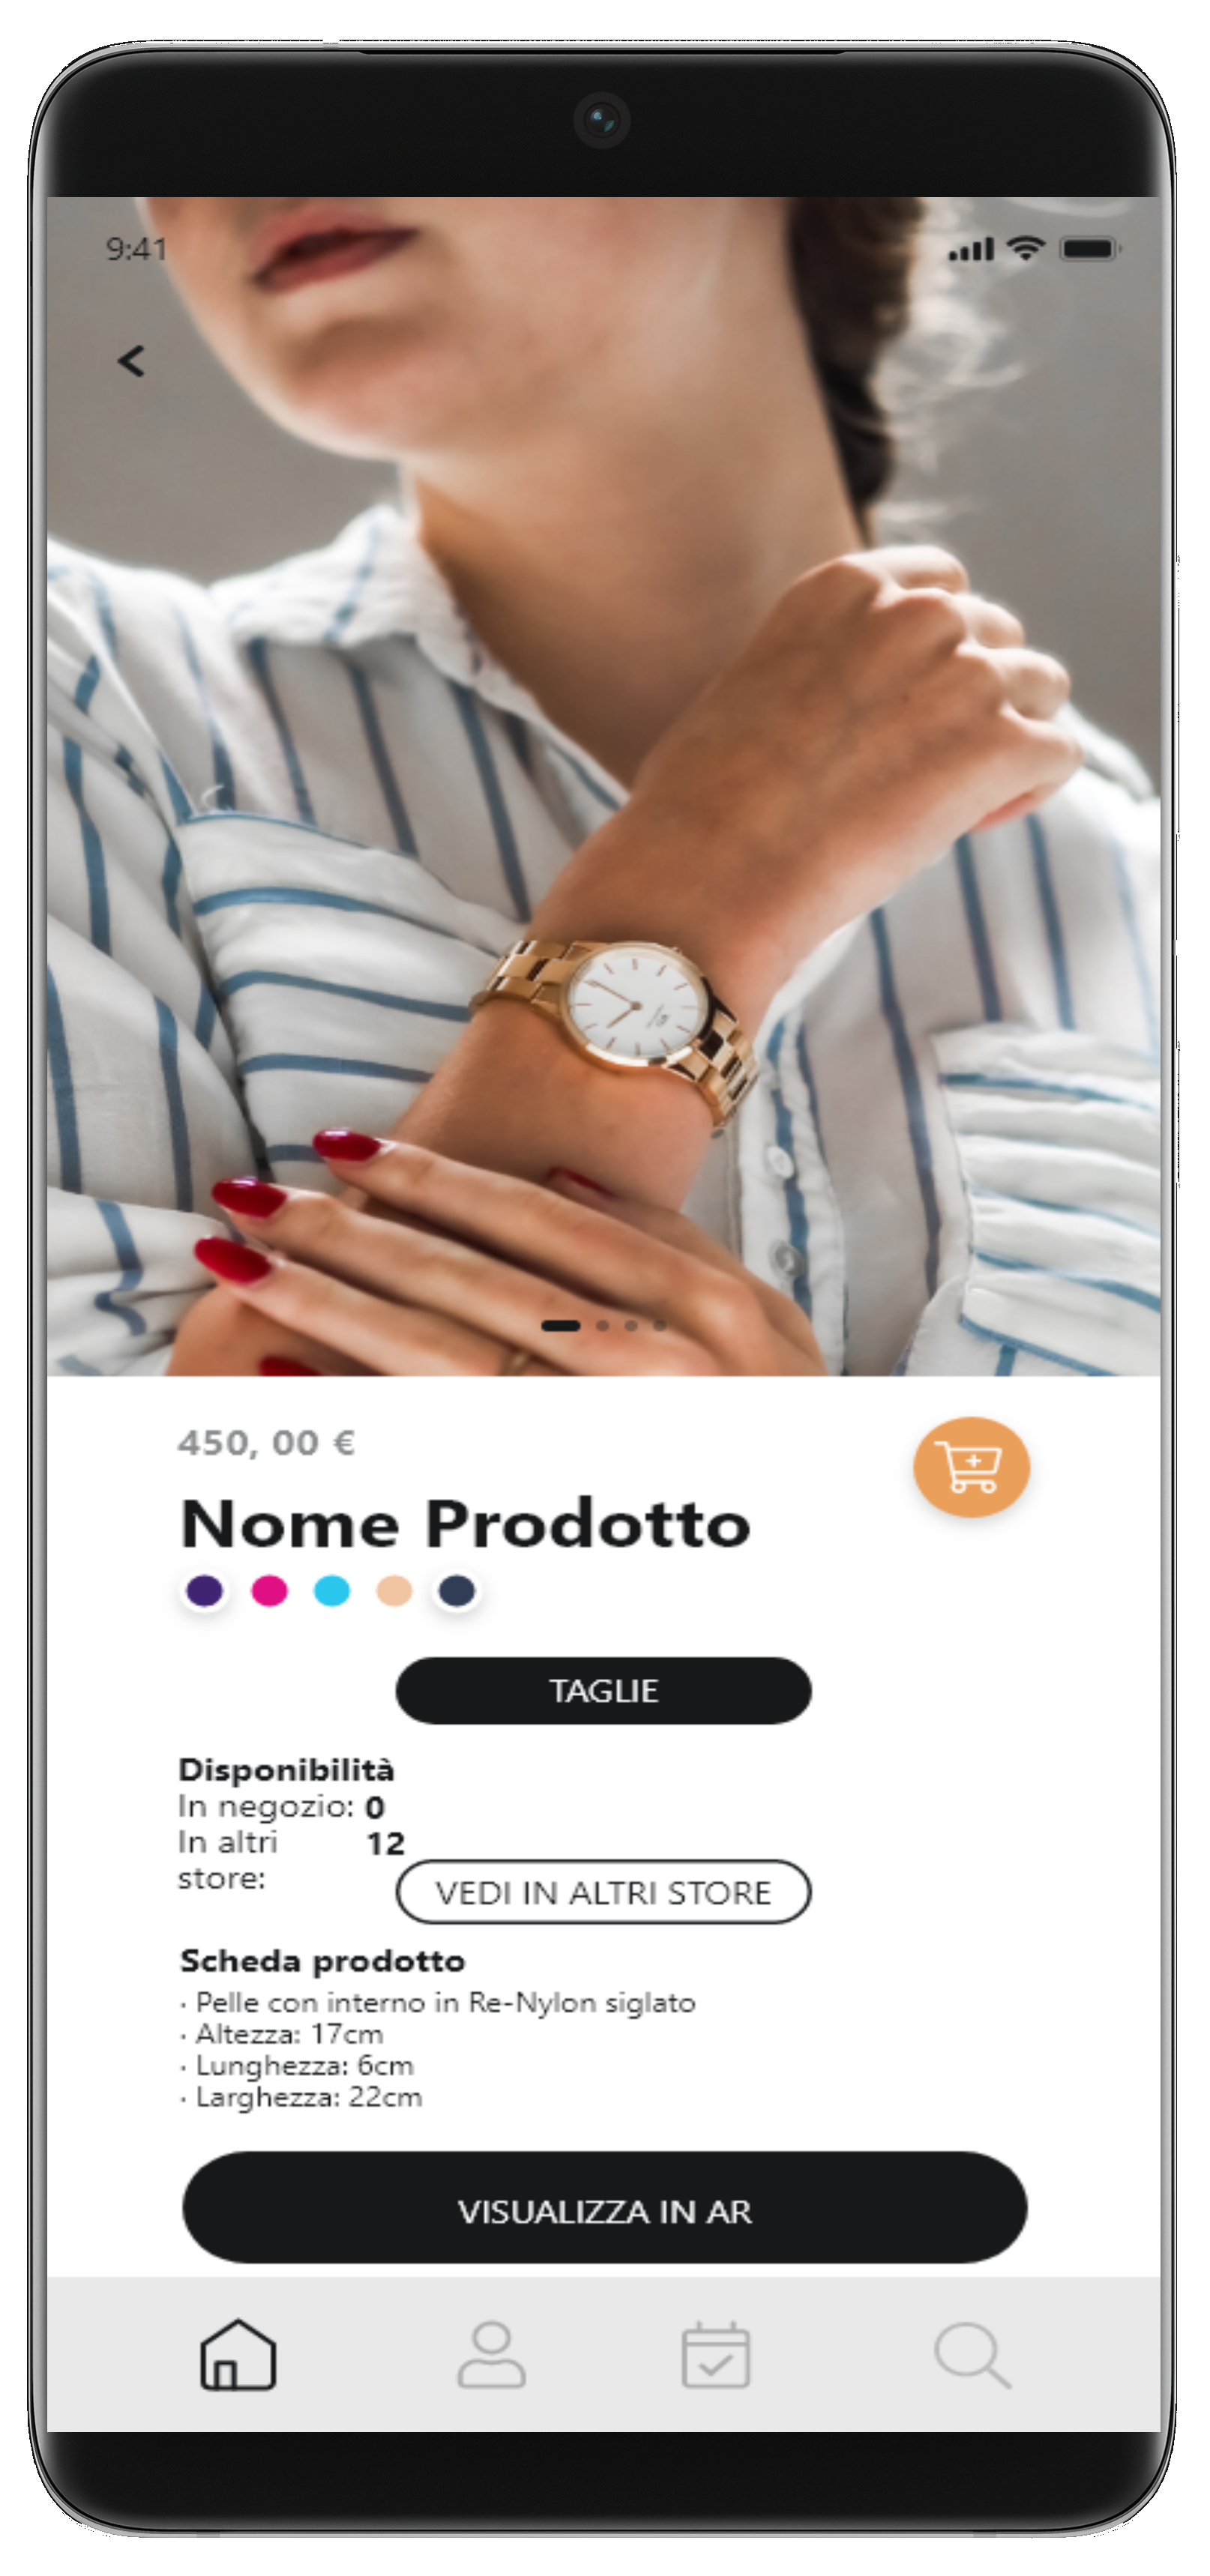 9:41
450, 00 €
Nome Prodotto
TAGLIE
Disponibilità
In negozio: 0
In altri 12
store:
VEDI IN ALTRI STORE
Scheda prodotto
· Pelle con interno in Re-Nylon siglato
· Altezza: 17cm
· Lunghezza: 6cm
· Larghezza: 22cm
VISUALIZZA IN AR